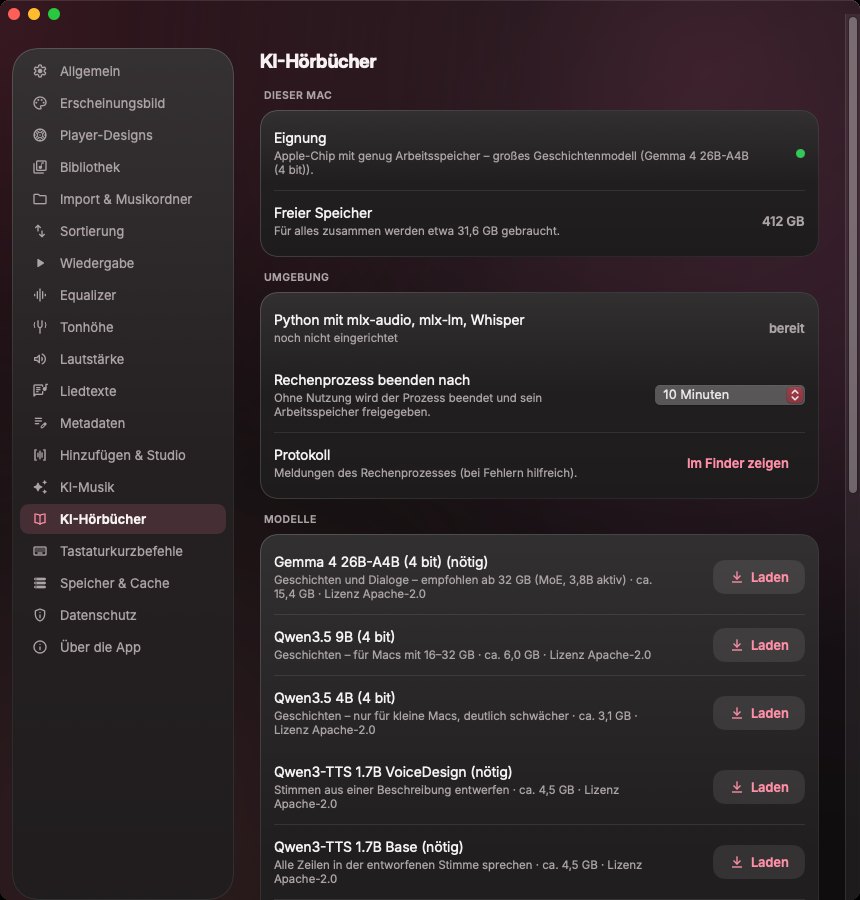 Allgemein
Erscheinungsbild
Player-Designs
Bibliothek
Import & Musikordner
Sortierung
Wiedergabe
Equalizer
Tonhöhe
Lautstärke
Liedtexte
Metadaten
Hinzufügen & Studio
KI-Musik
KI-Hörbücher
Tastaturkurzbefehle
Speicher & Cache
Datenschutz
Über die App
KI-Hörbücher
DIESER MAC
Eignung
Apple-Chip mit genug Arbeitsspeicher – großes Geschichtenmodell (Gemma 4 26B-A4B
(4 bit)).
Freier Speicher
Für alles zusammen werden etwa 31,6 GB gebraucht.
412 GB
UMGEBUNG
Python mit mlx-audio, mlx-lm, Whisper
noch nicht eingerichtet
bereit
Rechenprozess beenden nach
Ohne Nutzung wird der Prozess beendet und sein
Arbeitsspeicher freigegeben.
10 Minuten
Protokoll
Meldungen des Rechenprozesses (bei Fehlern hilfreich).
Im Finder zeigen
MODELLE
Gemma 4 26B-A4B (4 bit) (nötig)
Geschichten und Dialoge – empfohlen ab 32 GB (MoE, 3,8B aktiv) · ca.
15,4 GB · Lizenz Apache-2.0
Laden
Qwen3.5 9B (4 bit)
Geschichten – für Macs mit 16–32 GB · ca. 6,0 GB · Lizenz Apache-2.0
Laden
Qwen3.5 4B (4 bit)
Geschichten – nur für kleine Macs, deutlich schwächer · ca. 3,1 GB ·
Lizenz Apache-2.0
Laden
Qwen3-TTS 1.7B VoiceDesign (nötig)
Stimmen aus einer Beschreibung entwerfen · ca. 4,5 GB · Lizenz
Apache-2.0
Laden
Qwen3-TTS 1.7B Base (nötig)
Alle Zeilen in der entworfenen Stimme sprechen · ca. 4,5 GB · Lizenz
Apache-2.0
Laden